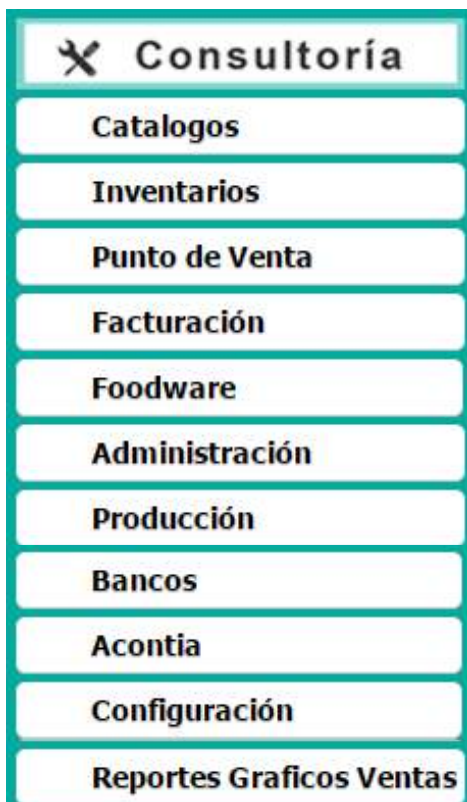 Consultoría
Catalogos
Inventarios
Punto de Venta
Facturación
Foodware
Administración
Producción
Bancos
Acontia
Configuración
Reportes Graficos Ventas